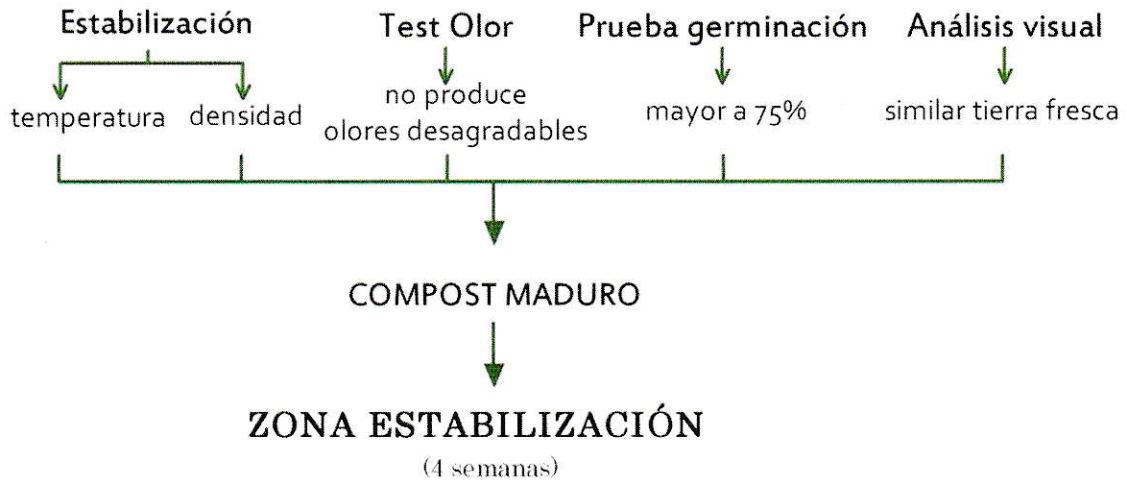 Estabilización
Test Olor
Prueba germinación
Análisis visual
temperatura
densidad
no produce
olores desagradables
mayor a 75%
similar tierra fresca
COMPOST MADURO
ZONA ESTABILIZACIÓN
(4 semanas)